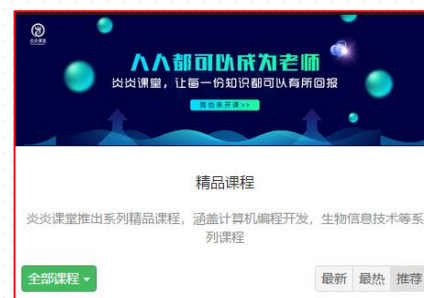 炎炎课堂
人人都可以成为老师
炎炎课堂，让每一份知识都可以有所回报
我也来开课>>
精品课程
炎炎课堂推出系列精品课程，涵盖计算机编程开发，生物信息技术等系
列课程
全部课程
最新 最热 推荐